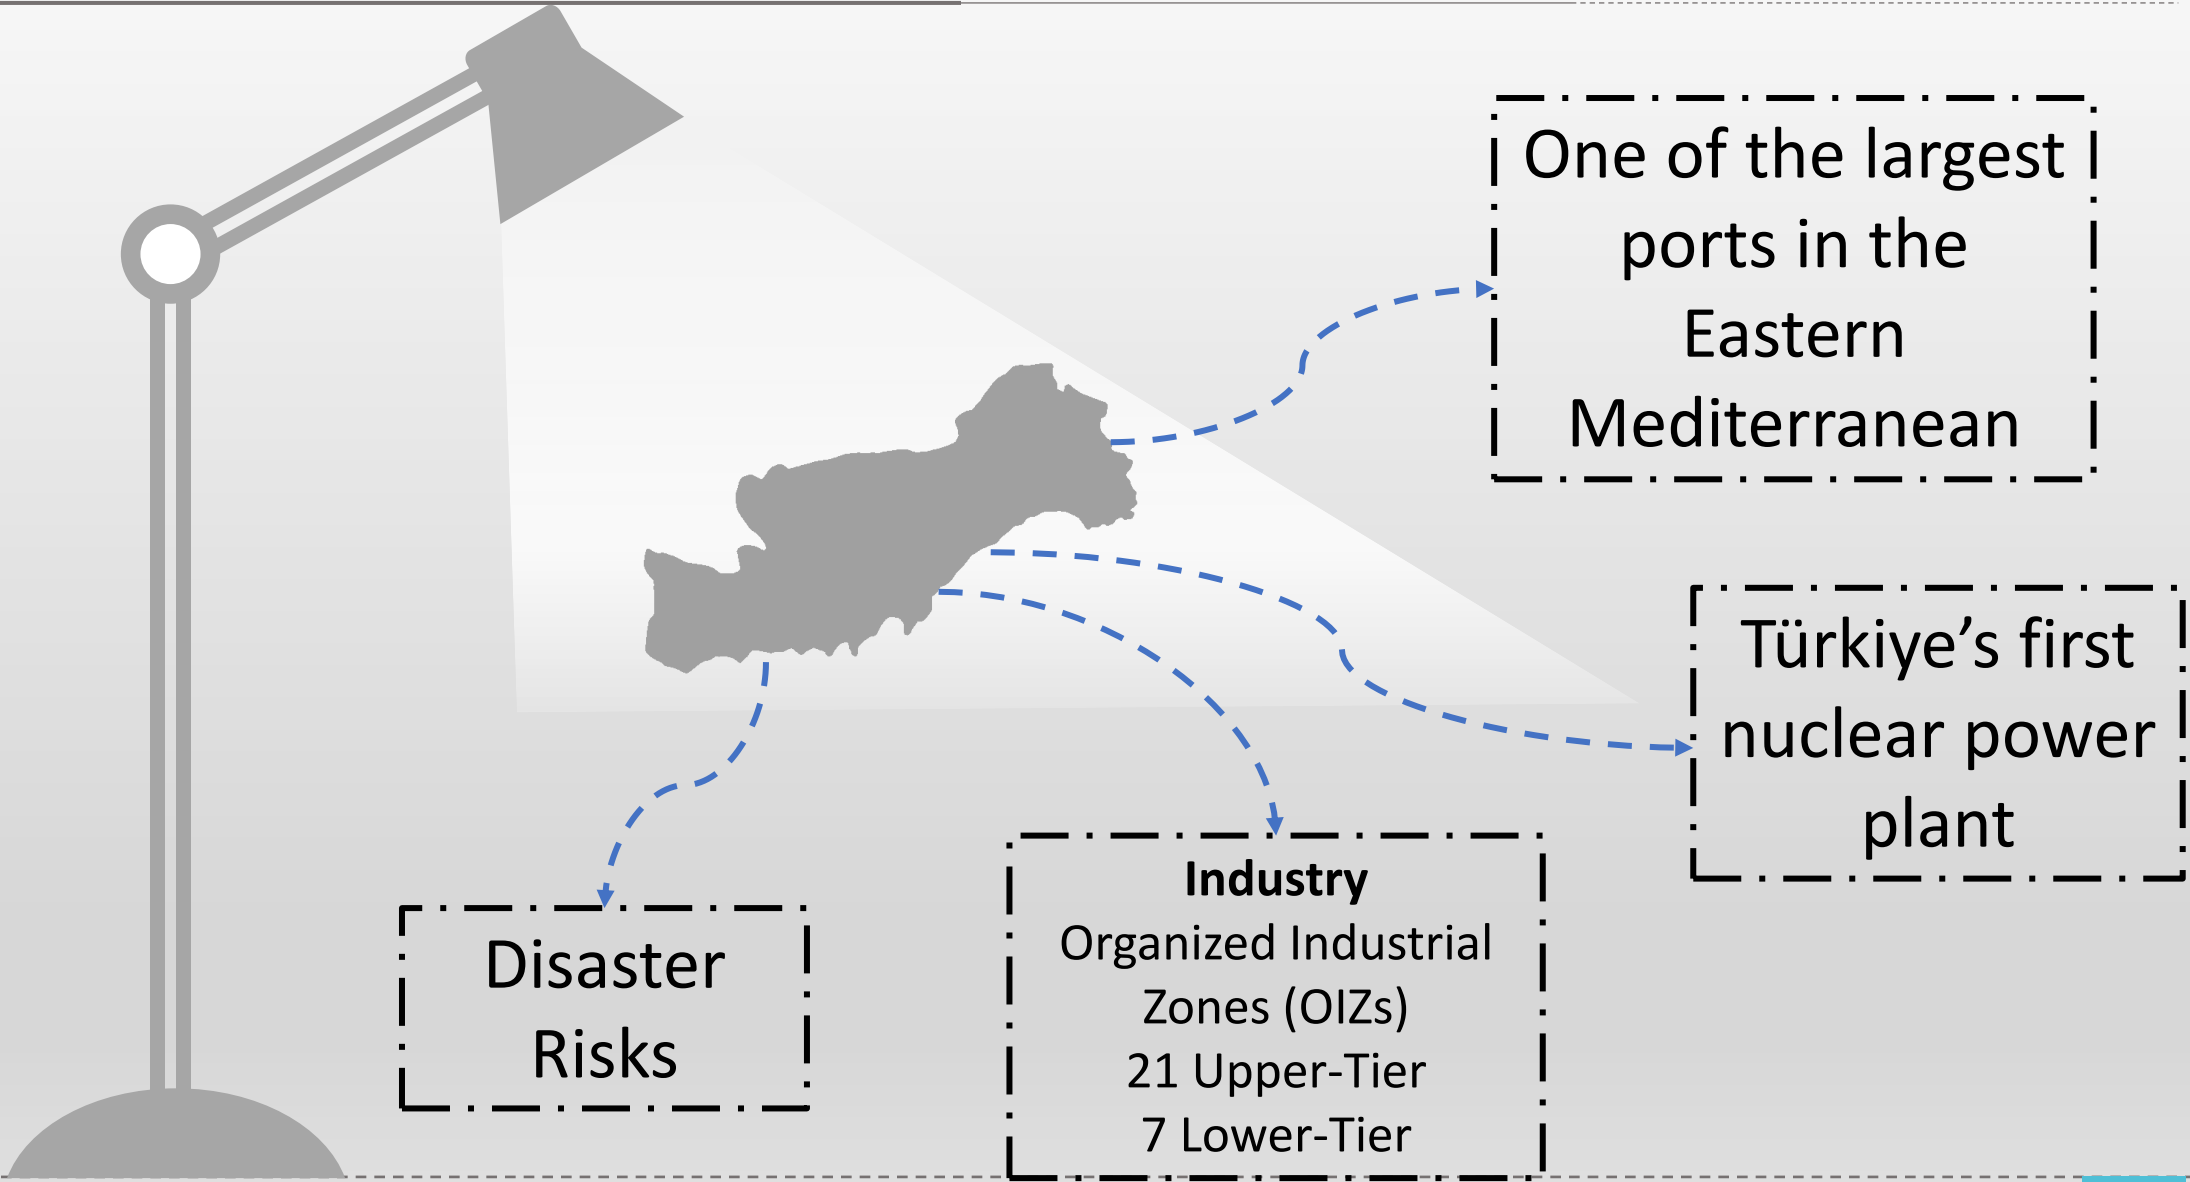 One of the largest
ports in the
Eastern
Mediterranean
Türkiye’s first
nuclear power
plant
Industry
Organized Industrial
Zones (OIZs)
21 Upper-Tier
7 Lower-Tier
Disaster
Risks